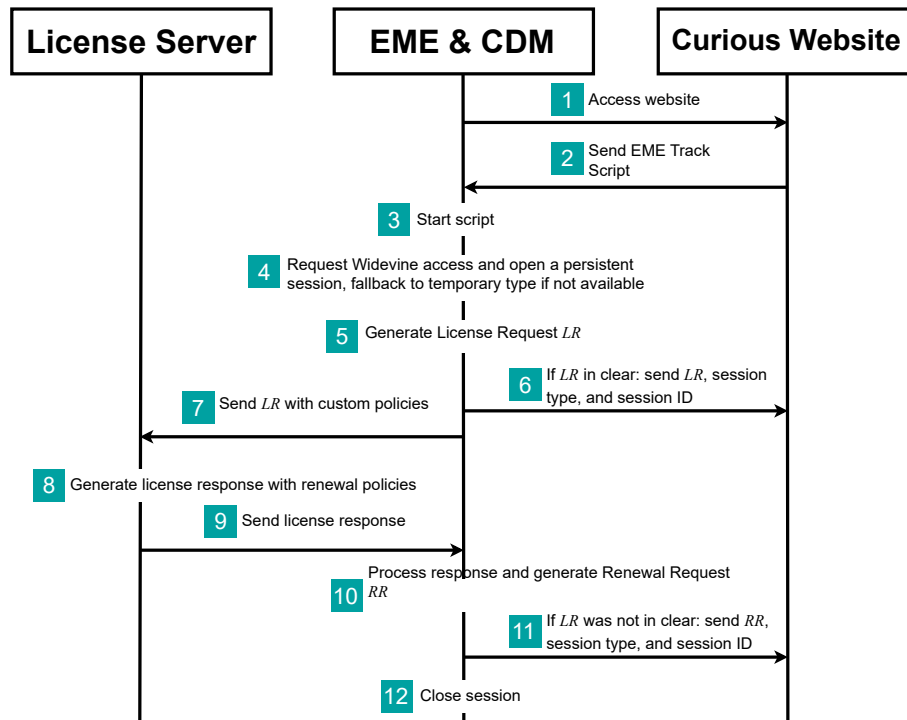 License Server
EME & CDM
Curious Website
1
Access website
2
Send EME Track
Script
3
Start script
4
Request Widevine access and open a persistent
session, fallback to temporary type if not available
5
Generate License Request LR
6
If LR in clear: send LR, session
type, and session ID
7
Send LR with custom policies
8
Generate license response with renewal policies
9
Send license response
10
Process response and generate Renewal Request
RR
11
If LR was not in clear: send RR,
session type, and session ID
12
Close session